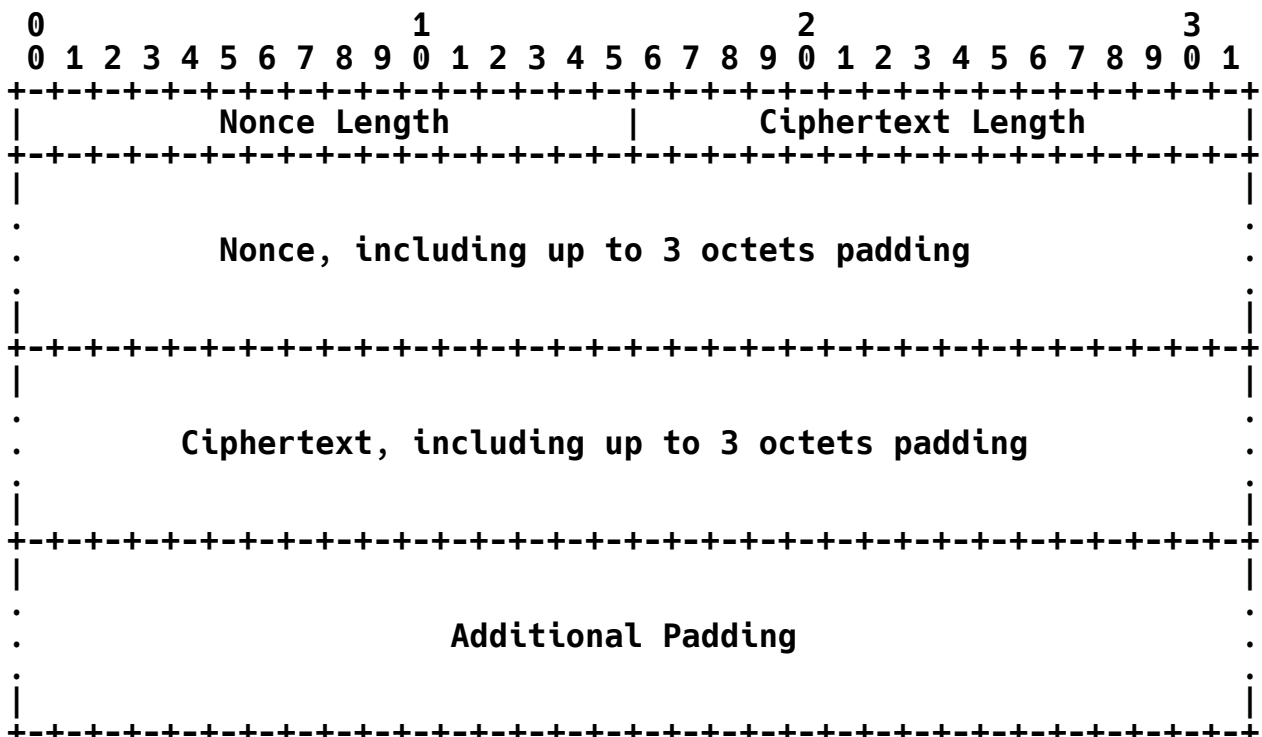 0                   1                   2                   3
 0 1 2 3 4 5 6 7 8 9 0 1 2 3 4 5 6 7 8 9 0 1 2 3 4 5 6 7 8 9 0 1
+-+-+-+-+-+-+-+-+-+-+-+-+-+-+-+-+-+-+-+-+-+-+-+-+-+-+-+-+-+-+-+-+
|          Nonce Length         |      Ciphertext Length        |
+-+-+-+-+-+-+-+-+-+-+-+-+-+-+-+-+-+-+-+-+-+-+-+-+-+-+-+-+-+-+-+-+
|                                                               |
.                                                               .
.          Nonce, including up to 3 octets padding              .
.                                                               .
|                                                               |
+-+-+-+-+-+-+-+-+-+-+-+-+-+-+-+-+-+-+-+-+-+-+-+-+-+-+-+-+-+-+-+-+
|                                                               |
.                                                               .
.        Ciphertext, including up to 3 octets padding           .
.                                                               .
|                                                               |
+-+-+-+-+-+-+-+-+-+-+-+-+-+-+-+-+-+-+-+-+-+-+-+-+-+-+-+-+-+-+-+-+
|                                                               |
.                                                               .
.                      Additional Padding                       .
.                                                               .
|                                                               |
+-+-+-+-+-+-+-+-+-+-+-+-+-+-+-+-+-+-+-+-+-+-+-+-+-+-+-+-+-+-+-+-+